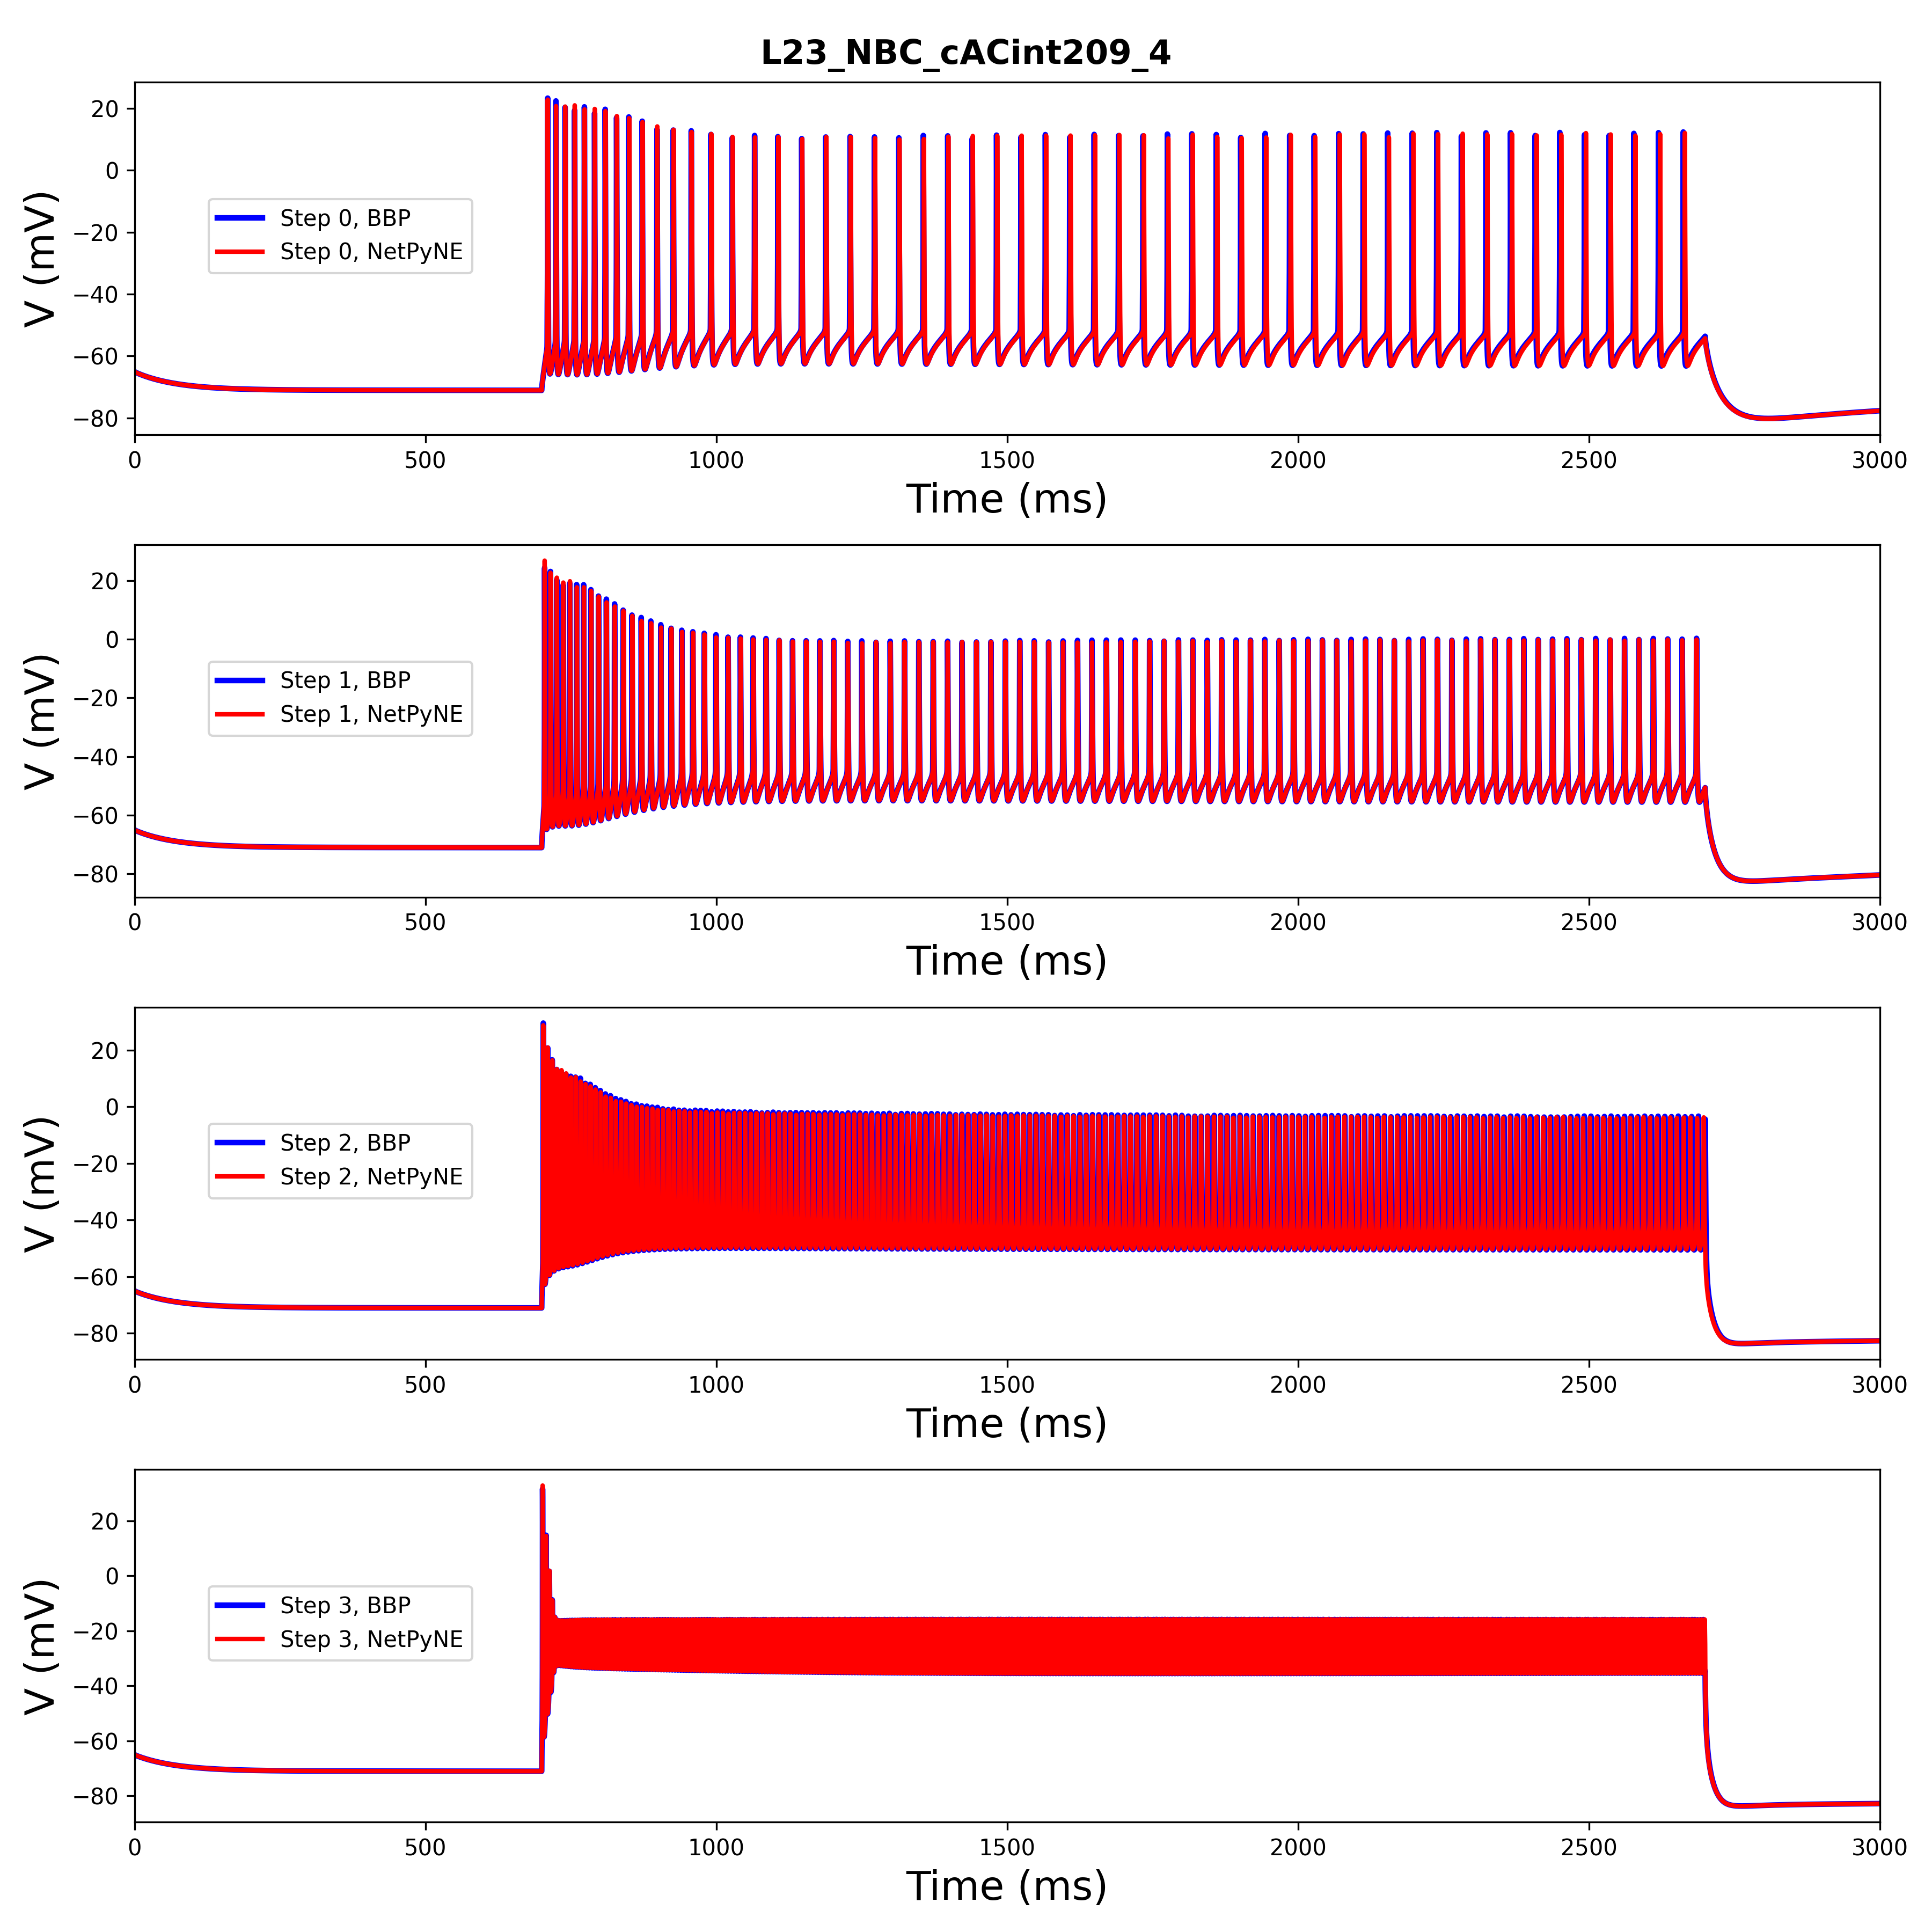 L23_NBC_cACint209_4
20
0
−20
−40
−60
−80
V (mV)
Step 0, BBP
Step 0, NetPyNE
0 500 1000 1500 2000 2500 3000
Time (ms)
20
0
−20
−40
−60
−80
V (mV)
Step 1, BBP
Step 1, NetPyNE
0 500 1000 1500 2000 2500 3000
Time (ms)
20
0
−20
−40
−60
−80
V (mV)
Step 2, BBP
Step 2, NetPyNE
0 500 1000 1500 2000 2500 3000
Time (ms)
20
0
−20
−40
−60
−80
V (mV)
Step 3, BBP
Step 3, NetPyNE
0 500 1000 1500 2000 2500 3000
Time (ms)